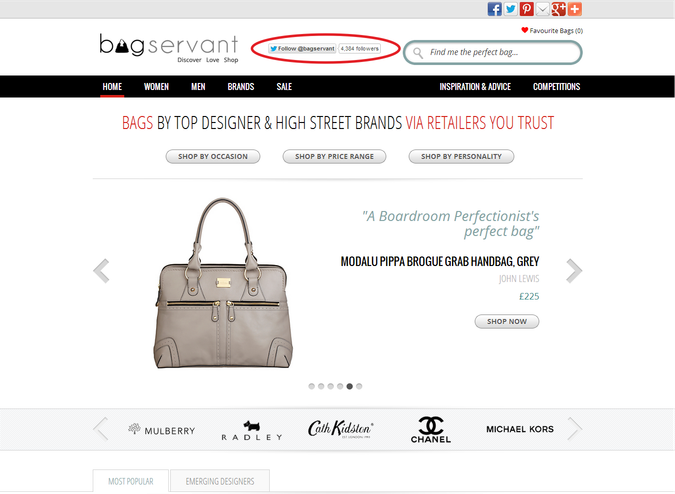 Favourite Bags (0)
bagservant
Discover Love Shop
Follow @bagservant
4,384 followers
Find me the perfect bag...
HOME WOMEN MEN BRANDS SALE INSPIRATION & ADVICE COMPETITIONS
BAGS BY TOP DESIGNER & HIGH STREET BRANDS VIA RETAILERS YOU TRUST
SHOP BY OCCASION SHOP BY PRICE RANGE SHOP BY PERSONALITY
"A Boardroom Perfectionist's
perfect bag"
MODALU PIPPA BROGUE GRAB HANDBAG, GREY
JOHN LEWIS
£225
SHOP NOW
MULBERRY RADLEY Cath Kidston® CHANEL MICHAEL KORS
MOST POPULAR EMERGING DESIGNERS